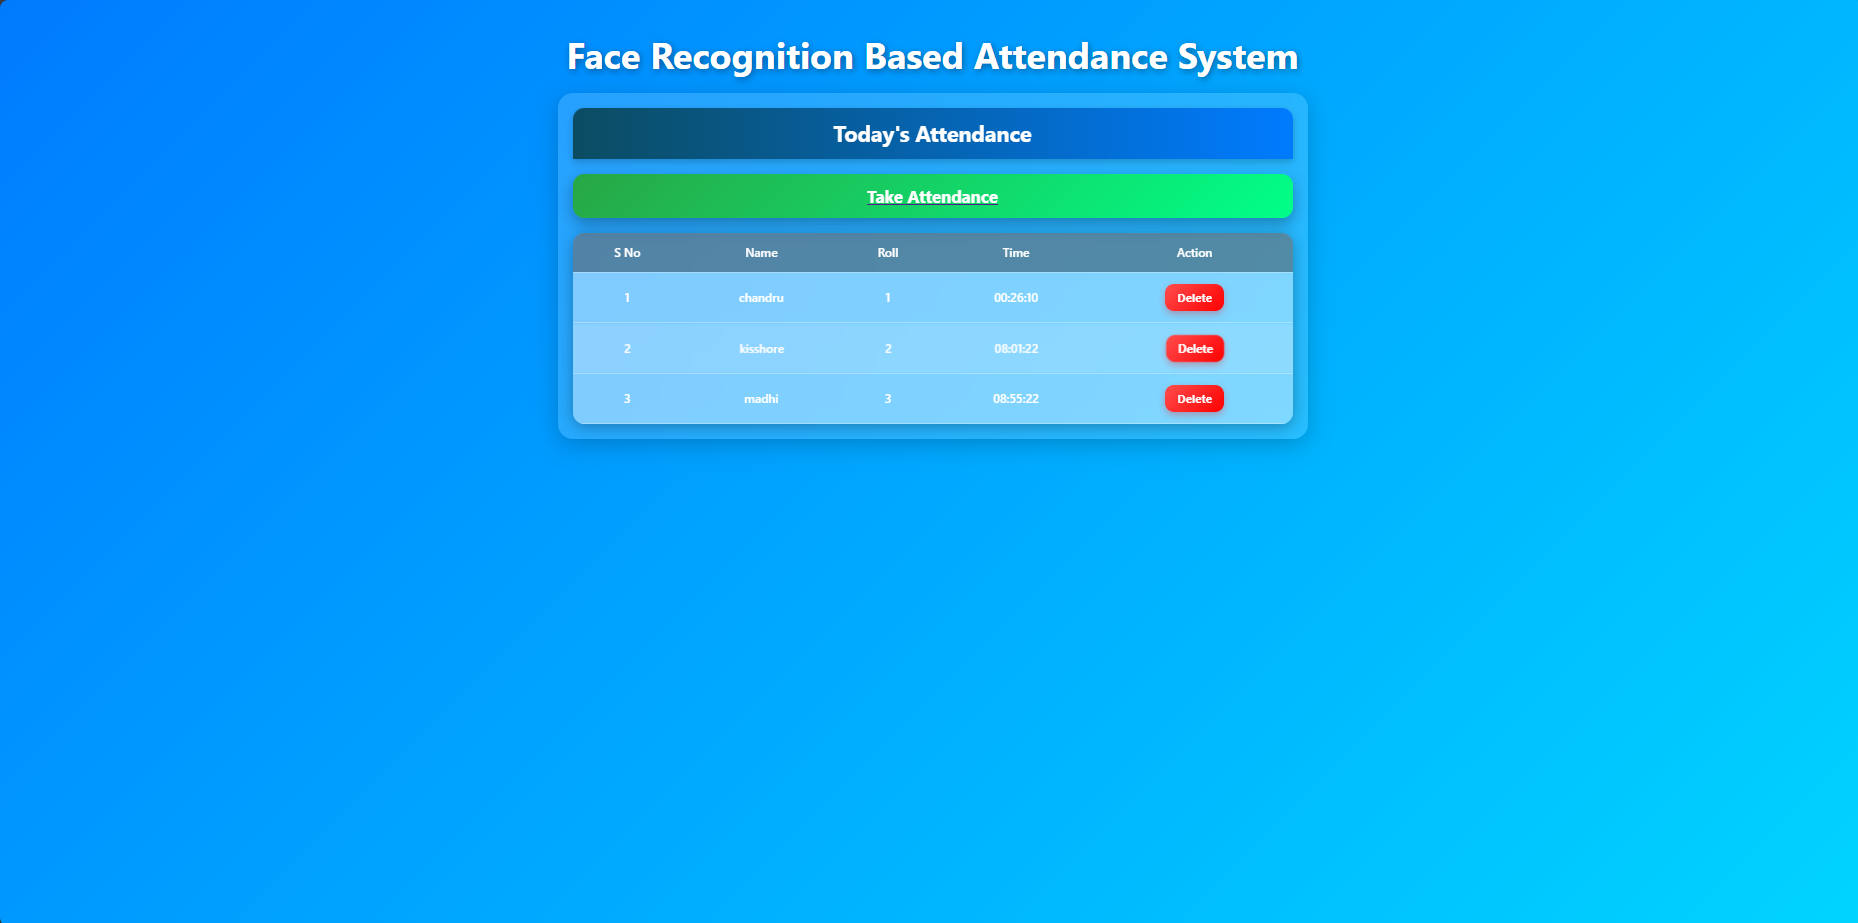 Face Recognition Based Attendance System
Today's Attendance
Take Attendance
S No Name Roll Time Action
1 chandru 1 00:26:10 Delete
2 kisshore 2 08:01:22 Delete
3 madhi 3 08:55:22 Delete